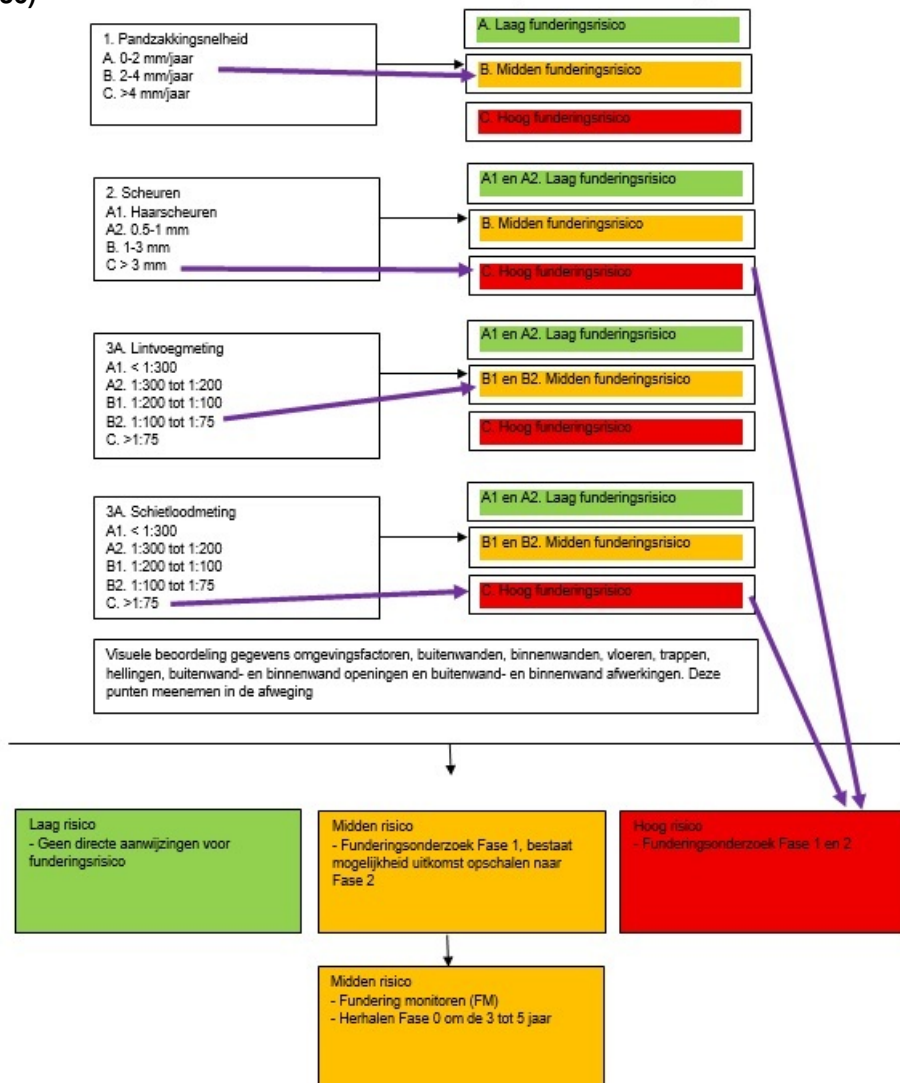 1. Pandzakkingsnelheid
A. 0-2 mm/jaar
B. 2-4 mm/jaar
C. >4 mm/jaar
A. Laag funderingsrisico
B. Midden funderingsrisico
C. Hoog funderingsrisico
2. Scheuren
A1. Haarscheuren
A2. 0.5-1 mm
B. 1-3 mm
C > 3 mm
A1 en A2. Laag funderingsrisico
B. Midden funderingsrisico
C. Hoog funderingsrisico
3A. Lintvoegmeting
A1. < 1:300
A2. 1:300 tot 1:200
B1. 1:200 tot 1:100
B2. 1:100 tot 1:75
C. >1:75
A1 en A2. Laag funderingsrisico
B1 en B2. Midden funderingsrisico
C. Hoog funderingsrisico
3A. Schietloodmeting
A1. < 1:300
A2. 1:300 tot 1:200
B1. 1:200 tot 1:100
B2. 1:100 tot 1:75
C. >1:75
A1 en A2. Laag funderingsrisico
B1 en B2. Midden funderingsrisico
C. Hoog funderingsrisico
Visuele beoordeling gegevens omgevingsfactoren, buitenwanden, binnenwanden, vloeren, trappen,
hellingen, buitenwand- en binnenwand openingen en buitenwand- en binnenwand afwerkingen. Deze
punten meenemen in de afweging
Laag risico
- Geen directe aanwijzingen voor
funderingsrisico
Midden risico
- Funderingsonderzoek Fase 1, bestaat
mogelijkheid uitkomst opschalen naar
Fase 2
Hoog risico
- Funderingsonderzoek Fase 1 en 2
Midden risico
- Fundering monitoren (FM)
- Herhalen Fase 0 om de 3 tot 5 jaar